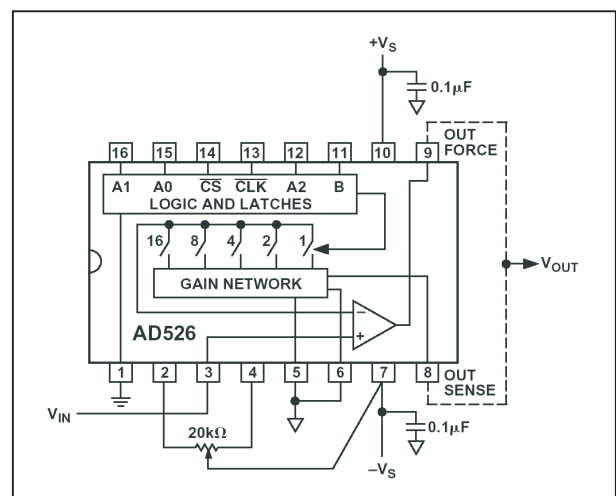 +VS
0.1µF
OUT
FORCE
16 15 14 13 12 11 10 9
A1 A0 CS CLK A2 B
LOGIC AND LATCHES
16 8 4 2 1
GAIN NETWORK
VOUT
−
+
AD526
1 2 3 4 5 6 7 8
OUT
SENSE
VIN
20kΩ
0.1µF
−VS